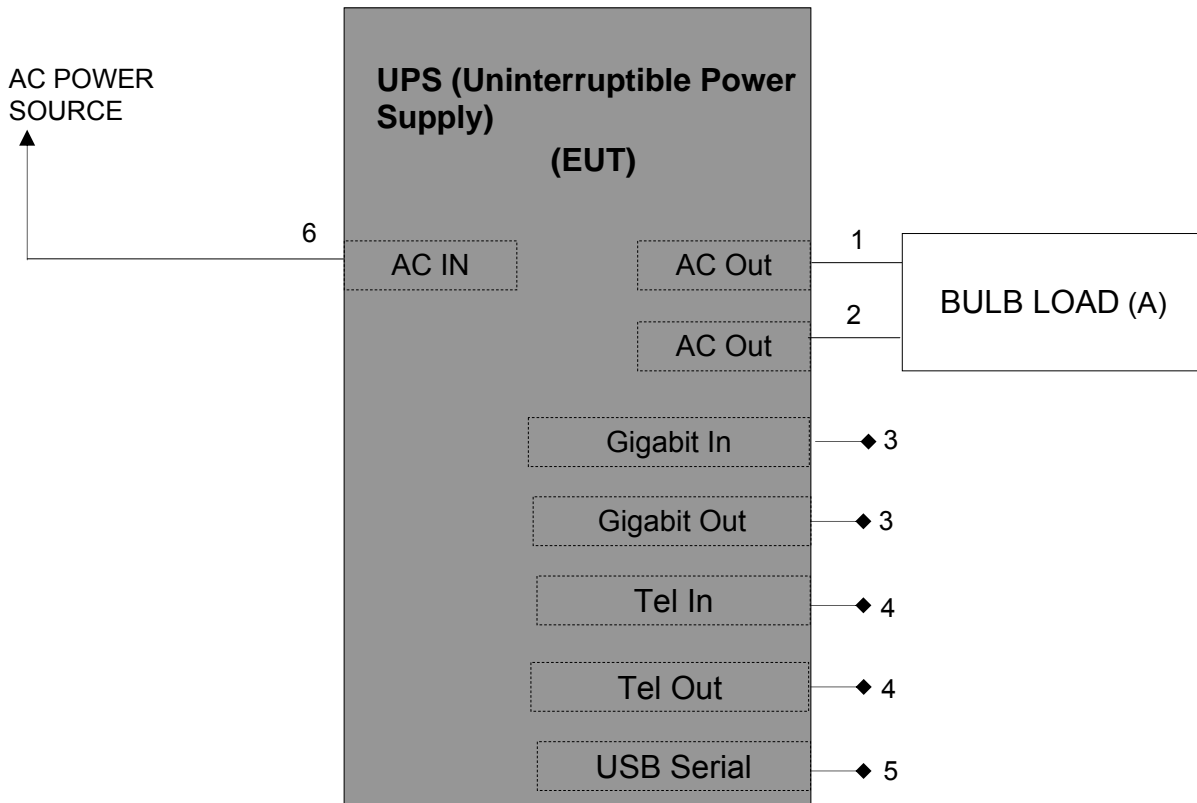 UPS (Uninterruptible Power
Supply)
(EUT)
AC POWER
SOURCE
6
AC IN
AC Out
1
AC Out
2
BULB LOAD (A)
Gigabit In
3
Gigabit Out
3
Tel In
4
Tel Out
4
USB Serial
5